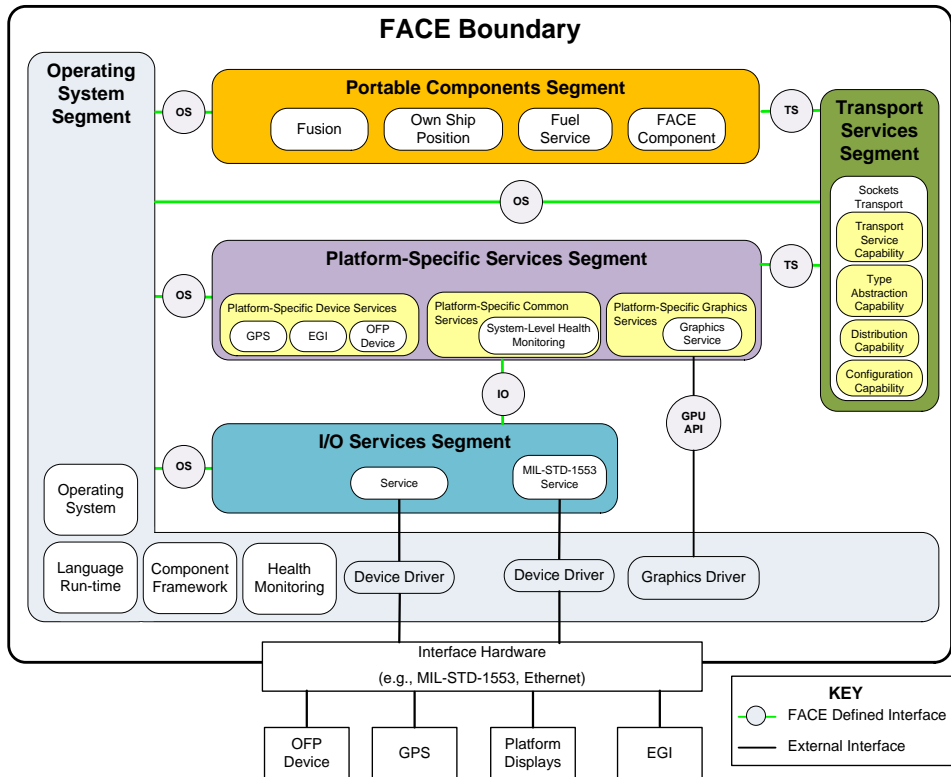 FACE Boundary
Operating
System
Segment
OS
Portable Components Segment
Fusion
Own Ship
Position
Fuel
Service
FACE
Component
TS
Transport
Services
Segment
Sockets
Transport
Transport
Service
Capability
Type
Abstraction
Capability
Distribution
Capability
Configuration
Capability
OS
OS
Platform-Specific Services Segment
TS
Platform-Specific Device Services
GPS
EGI
OFP
Device
Platform-Specific Common
Services
System-Level Health
Monitoring
Platform-Specific Graphics
Services
Graphics
Service
IO
GPU
API
OS
I/O Services Segment
Service
MIL-STD-1553
Service
Operating
System
Language
Run-time
Component
Framework
Health
Monitoring
Device Driver
Device Driver
Graphics Driver
Interface Hardware
(e.g., MIL-STD-1553, Ethernet)
OFP
Device
GPS
Platform
Displays
EGI
KEY
FACE Defined Interface
External Interface